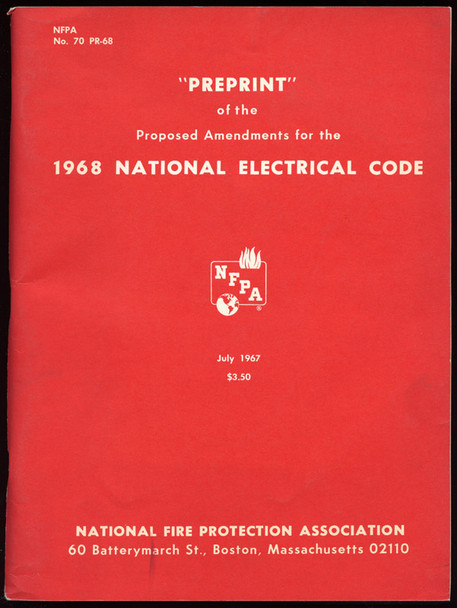 NFPA
No. 70 PR-68
"PREPRINT"
of the
Proposed Amendments for the
1968 NATIONAL ELECTRICAL CODE
NFPA
®
July 1967
$3.50
NATIONAL FIRE PROTECTION ASSOCIATION
60 Batterymarch St., Boston, Massachusetts 02110